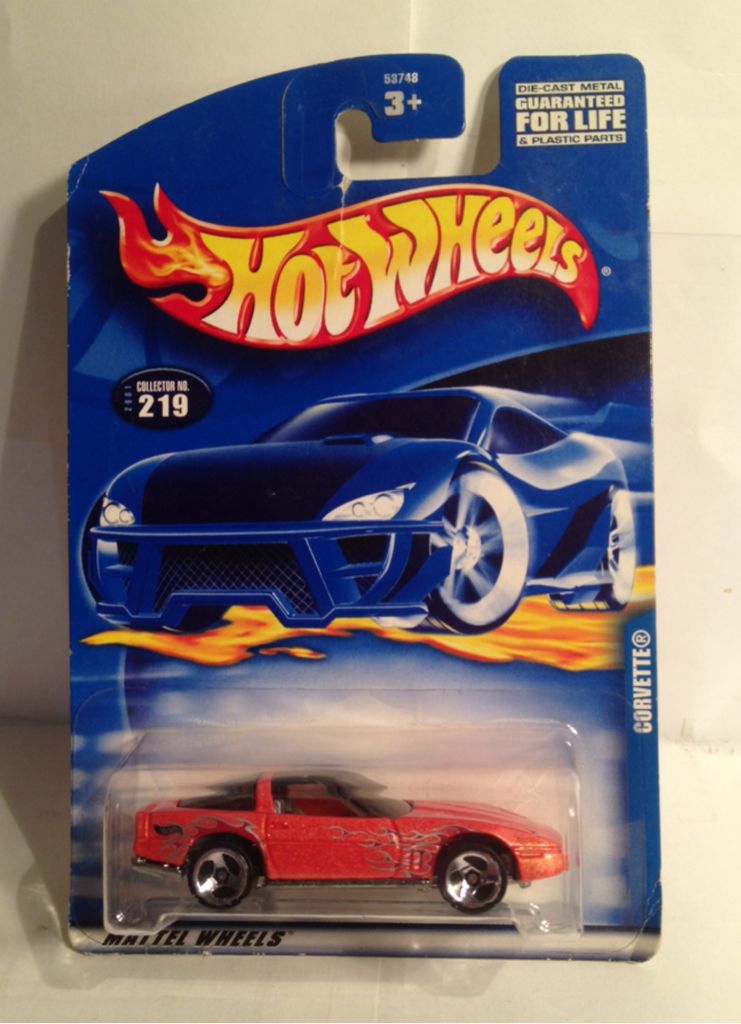 53748
3+
DIE-CAST METAL
GUARANTEED
FOR LIFE
& PLASTIC PARTS
HOT WHEELS®
2001
COLLECTOR NO.
219
CORVETTE®
MATTEL WHEELS